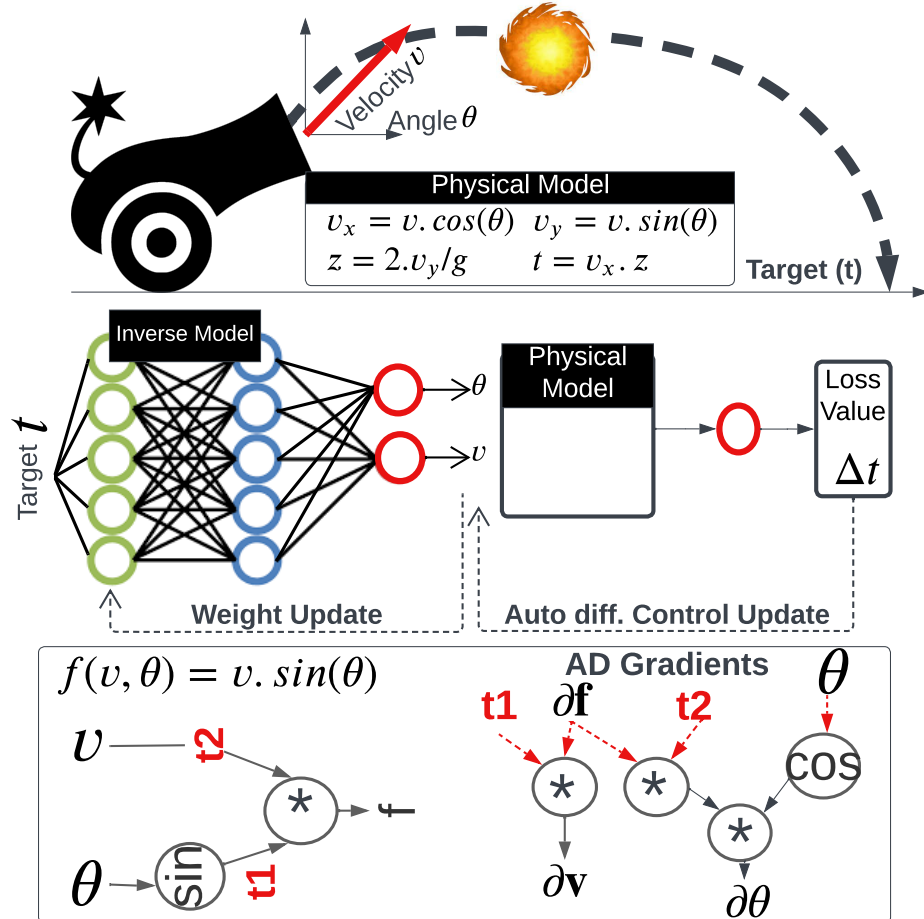 Velocity v
Angle θ
Physical Model
v_x = v. cos(θ) v_y = v. sin(θ)
z = 2.v_y/g t = v_x. z
Target (t)
Inverse Model
Target t
θ
v
Physical
Model
Loss
Value
Δt
Weight Update
Auto diff. Control Update
f(v, θ) = v. sin(θ)
v
t2
*
f
θ
sin
t1
AD Gradients
t1
∂f
t2
θ
*
*
cos
*
∂v
∂θ